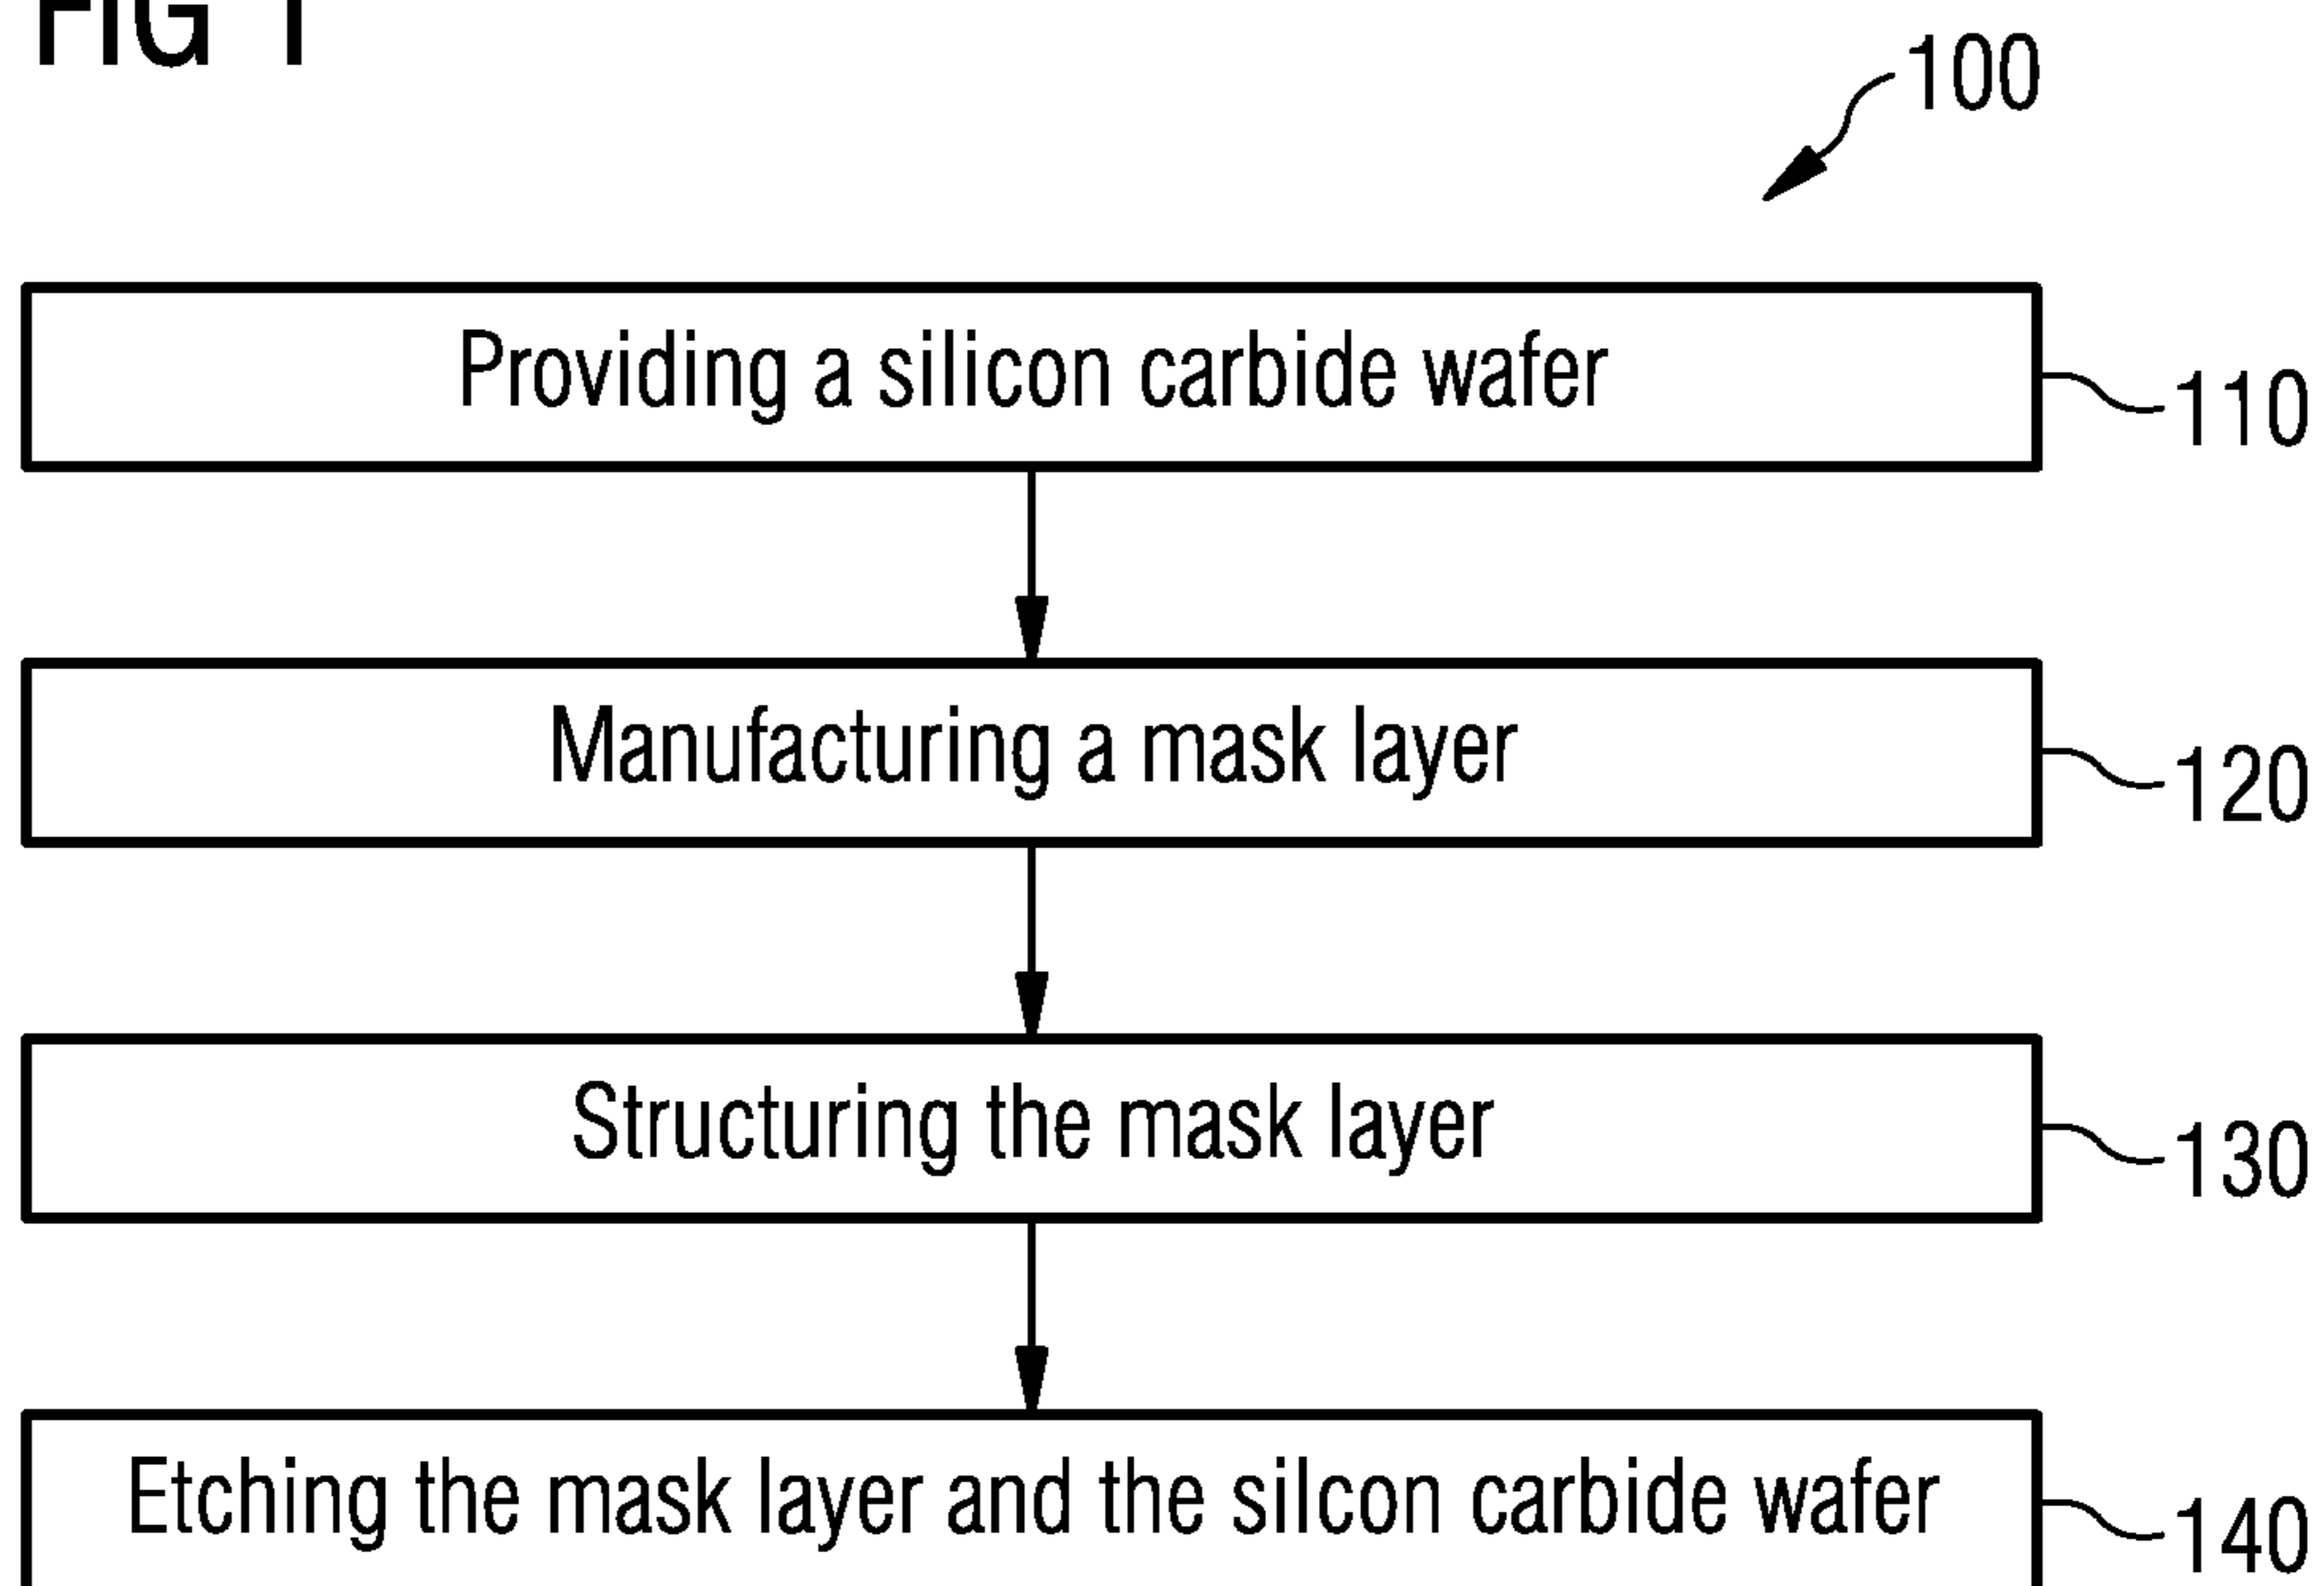 FIG 1
100
Providing a silicon carbide wafer
110
Manufacturing a mask layer
120
Structuring the mask layer
130
Etching the mask layer and the silcon carbide wafer
140